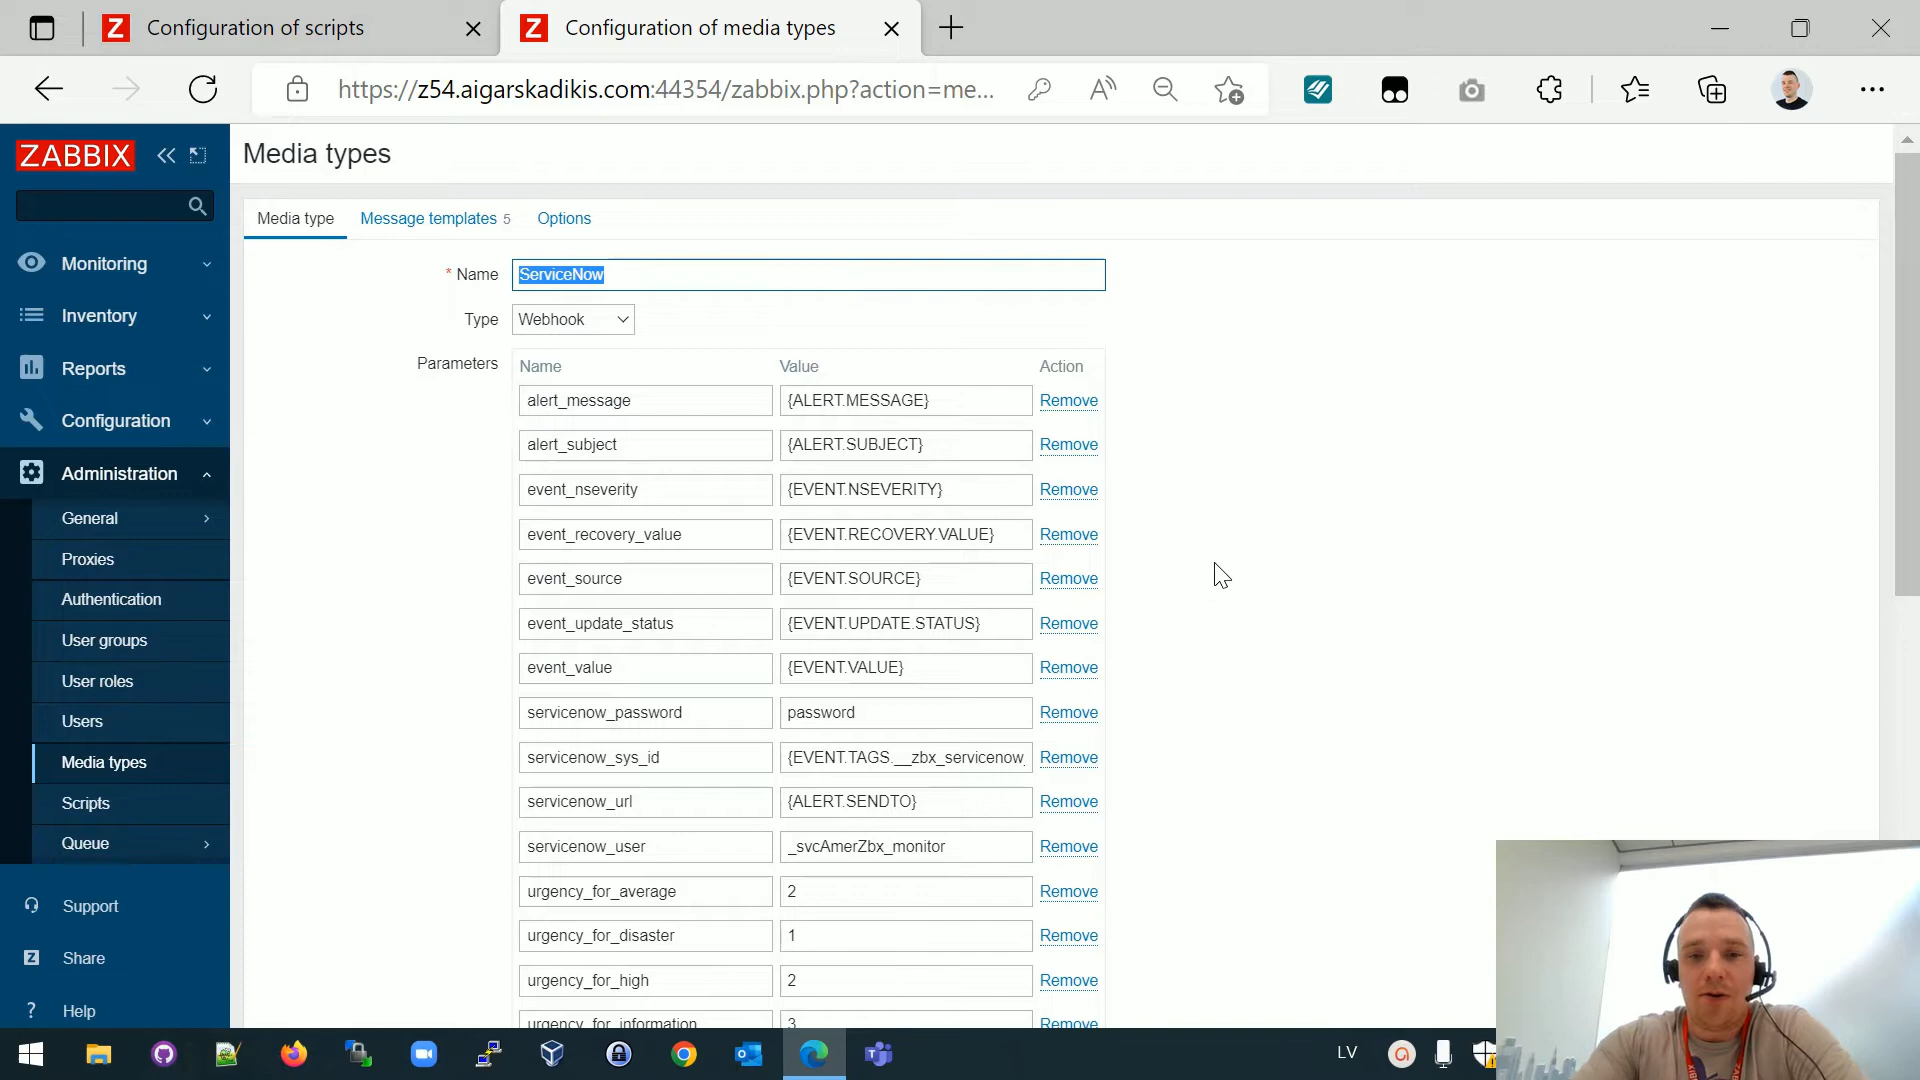 Configuration of scripts
Configuration of media types
https://z54.aigarskadikis.com:44354/zabbix.php?action=me...
ZABBIX
Monitoring
Inventory
Reports
Configuration
Administration
General
Proxies
Authentication
User groups
User roles
Users
Media types
Scripts
Queue
Support
Share
Help
Media types
Media type Message templates 5 Options
* Name ServiceNow
Type Webhook
Parameters Name Value Action
alert_message {ALERT.MESSAGE} Remove
alert_subject {ALERT.SUBJECT} Remove
event_nseverity {EVENT.NSEVERITY} Remove
event_recovery_value {EVENT.RECOVERY.VALUE} Remove
event_source {EVENT.SOURCE} Remove
event_update_status {EVENT.UPDATE.STATUS} Remove
event_value {EVENT.VALUE} Remove
servicenow_password password Remove
servicenow_sys_id {EVENT.TAGS.__zbx_servicenow_ Remove
servicenow_url {ALERT.SENDTO} Remove
servicenow_user _svcAmerZbx_monitor Remove
urgency_for_average 2 Remove
urgency_for_disaster 1 Remove
urgency_for_high 2 Remove
urgency_for_information 3 Remove
LV